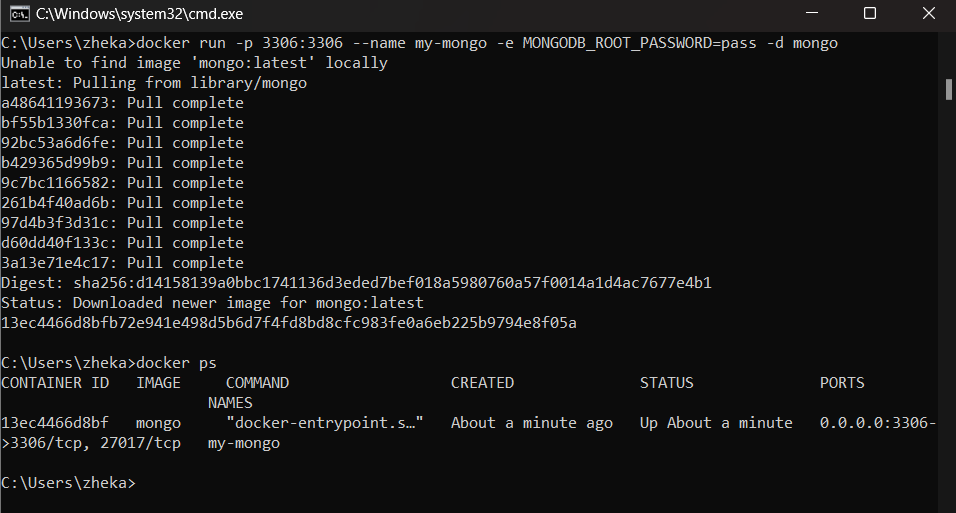 C:\Windows\system32\cmd.exe
C:\Users\zheka>docker run -p 3306:3306 --name my-mongo -e MONGODB_ROOT_PASSWORD=pass -d mongo
Unable to find image 'mongo:latest' locally
latest: Pulling from library/mongo
a48641193673: Pull complete
bf55b1330fca: Pull complete
92bc53a6d6fe: Pull complete
b429365d99b9: Pull complete
9c7bc1166582: Pull complete
261b4f40ad6b: Pull complete
97d4b3f3d31c: Pull complete
d60dd40f133c: Pull complete
3a13e71e4c17: Pull complete
Digest: sha256:d14158139a0bbc1741136d3eded7bef018a5980760a57f0014a1d4ac7677e4b1
Status: Downloaded newer image for mongo:latest
13ec4466d8bfb72e941e498d5b6d7f4fd8bd8cfc983fe0a6eb225b9794e8f05a
C:\Users\zheka>docker ps
CONTAINER ID   IMAGE     COMMAND                  CREATED              STATUS              PORTS
                       NAMES
13ec4466d8bf   mongo     "docker-entrypoint.s…"   About a minute ago   Up About a minute   0.0.0.0:3306-
>3306/tcp, 27017/tcp   my-mongo
C:\Users\zheka>